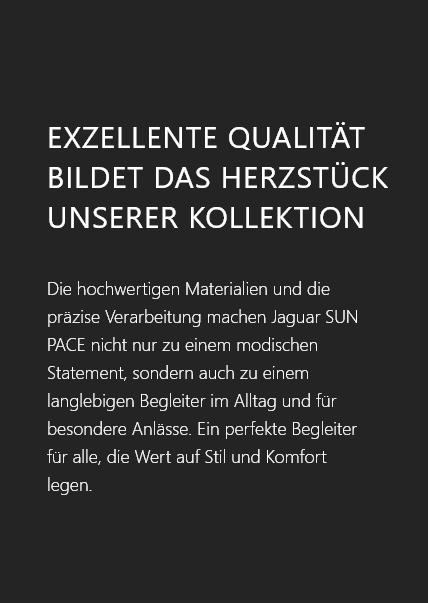 EXZELLENTE QUALITÄT
BILDET DAS HERZSTÜCK
UNSERER KOLLEKTION
Die hochwertigen Materialien und die
präzise Verarbeitung machen Jaguar SUN
PACE nicht nur zu einem modischen
Statement, sondern auch zu einem
langlebigen Begleiter im Alltag und für
besondere Anlässe. Ein perfekte Begleiter
für alle, die Wert auf Stil und Komfort
legen.